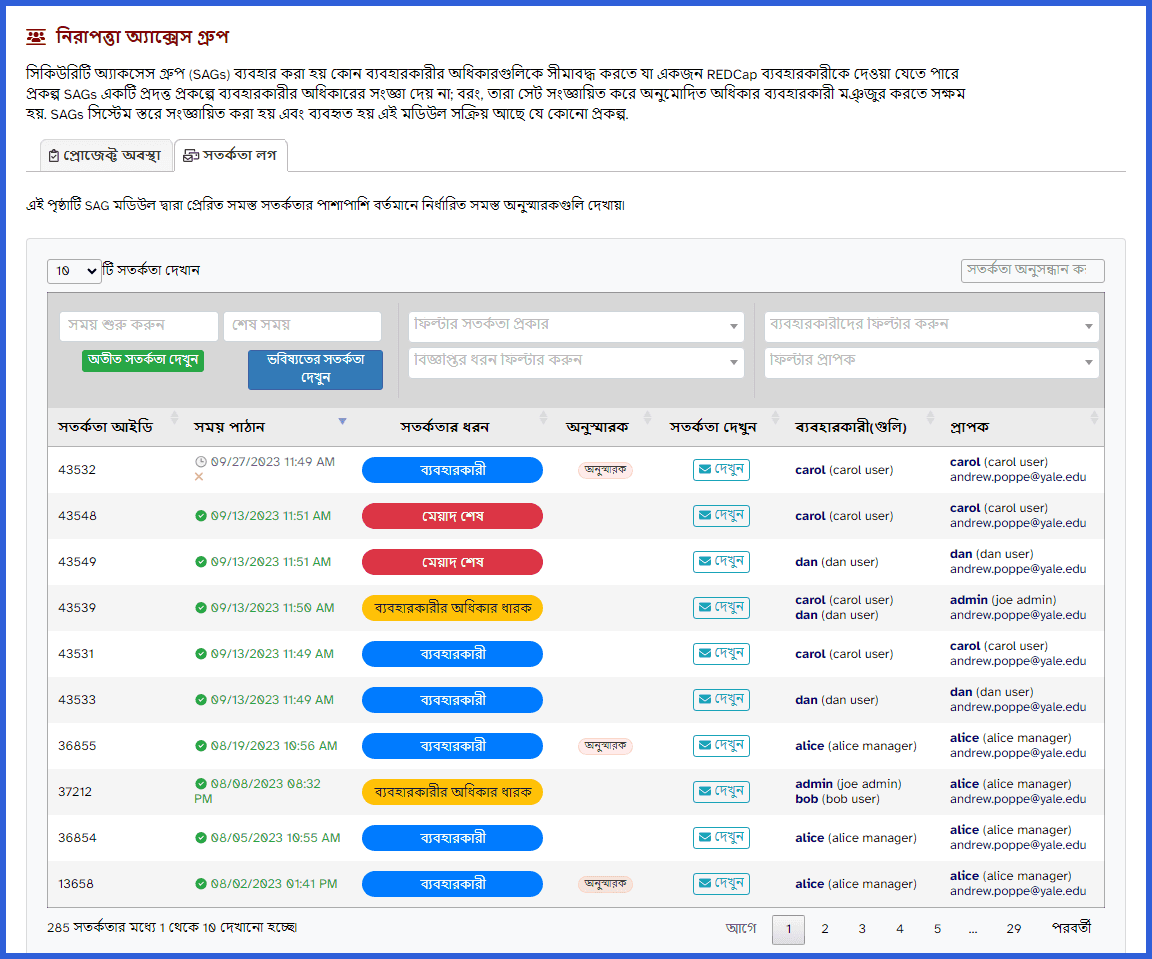 নিরাপত্তা অ্যাক্সেস গ্রুপ
সিকিউরিটি অ্যাকসেস গ্রুপ (SAGs) ব্যবহার করা হয় কোন ব্যবহারকারীর অধিকারগুলিকে সীমাবদ্ধ করতে যা একজন REDCap ব্যবহারকারীকে দেওয়া যেতে পারে
প্রকল্প SAGs একটি প্রদত্ত প্রকল্পে ব্যবহারকারীর অধিকারের সংজ্ঞা দেয় না; বরং, তারা সেট সংজ্ঞায়িত করে অনুমোদিত অধিকার ব্যবহারকারী মঞ্জুর করতে সক্ষম
হয়. SAGs সিস্টেম স্তরে সংজ্ঞায়িত করা হয় এবং ব্যবহৃত হয় এই মডিউল সক্রিয় আছে যে কোনো প্রকল্প.
প্রোজেক্ট অবস্থা সতর্কতা লগ
এই পৃষ্ঠাটি SAG মডিউল দ্বারা প্রেরিত সমস্ত সতর্কতার পাশাপাশি বর্তমানে নির্ধারিত সমস্ত অনুস্মারকগুলি দেখায়।
10 টি সতর্কতা দেখান সতর্কতা অনুসন্ধান ক
সময় শুরু করুন শেষ সময় ফিল্টার সতর্কতা প্রকার ব্যবহারকারীদের ফিল্টার করুন
অতীত সতর্কতা দেখুন ভবিষ্যতের সতর্কতা দেখুন বিজ্ঞপ্তির ধরন ফিল্টার করুন ফিল্টার প্রাপক
সতর্কতা আইডি সময় পাঠান সতর্কতার ধরন অনুস্মারক সতর্কতা দেখুন ব্যবহারকারী(গুলি) প্রাপক
43532 09/27/2023 11:49 AM ব্যবহারকারী অনুস্মারক দেখুন carol (carol user) carol (carol user)
andrew.poppe@yale.edu
43548 09/13/2023 11:51 AM মেয়াদ শেষ দেখুন carol (carol user) carol (carol user)
andrew.poppe@yale.edu
43549 09/13/2023 11:51 AM মেয়াদ শেষ দেখুন dan (dan user) dan (dan user)
andrew.poppe@yale.edu
43539 09/13/2023 11:50 AM ব্যবহারকারীর অধিকার ধারক দেখুন carol (carol user) admin (joe admin)
dan (dan user) andrew.poppe@yale.edu
43531 09/13/2023 11:49 AM ব্যবহারকারী দেখুন carol (carol user) carol (carol user)
andrew.poppe@yale.edu
43533 09/13/2023 11:49 AM ব্যবহারকারী দেখুন dan (dan user) dan (dan user)
andrew.poppe@yale.edu
36855 08/19/2023 10:56 AM ব্যবহারকারী অনুস্মারক দেখুন alice (alice manager) alice (alice manager)
andrew.poppe@yale.edu
37212 08/08/2023 08:32 PM ব্যবহারকারীর অধিকার ধারক দেখুন admin (joe admin) alice (alice manager)
bob (bob user) andrew.poppe@yale.edu
36854 08/05/2023 10:55 AM ব্যবহারকারী দেখুন alice (alice manager) alice (alice manager)
andrew.poppe@yale.edu
13658 08/02/2023 01:41 PM ব্যবহারকারী অনুস্মারক দেখুন alice (alice manager) alice (alice manager)
andrew.poppe@yale.edu
285 সতর্কতার মধ্যে 1 থেকে 10 দেখানো হচ্ছে৷ আগে 1 2 3 4 5 ... 29 পরবর্তী